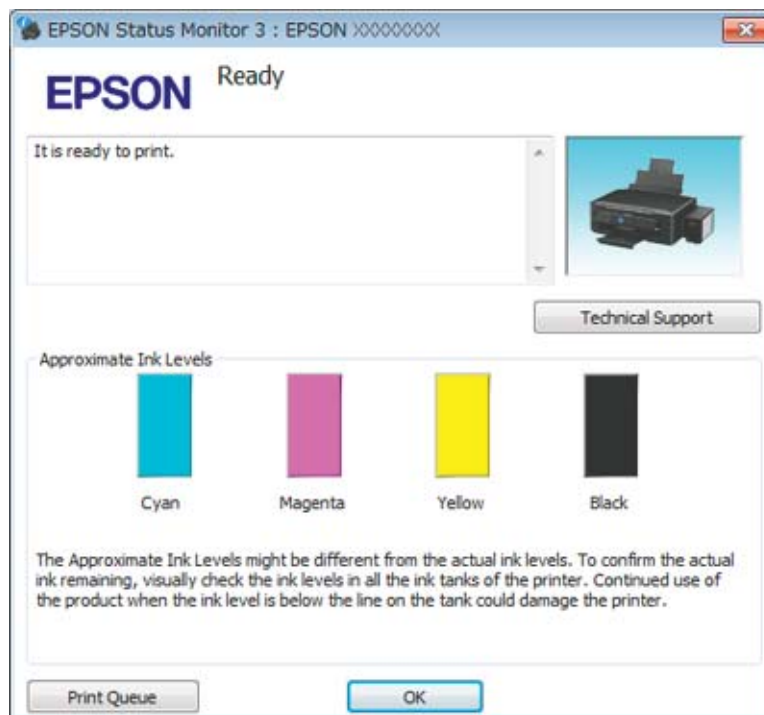 EPSON Status Monitor 3 : EPSON XXXXXXXX
EPSON
Ready
It is ready to print.
Technical Support
Approximate Ink Levels
Cyan Magenta Yellow Black
The Approximate Ink Levels might be different from the actual ink levels. To confirm the actual
ink remaining, visually check the ink levels in all the ink tanks of the printer. Continued use of
the product when the ink level is below the line on the tank could damage the printer.
Print Queue OK